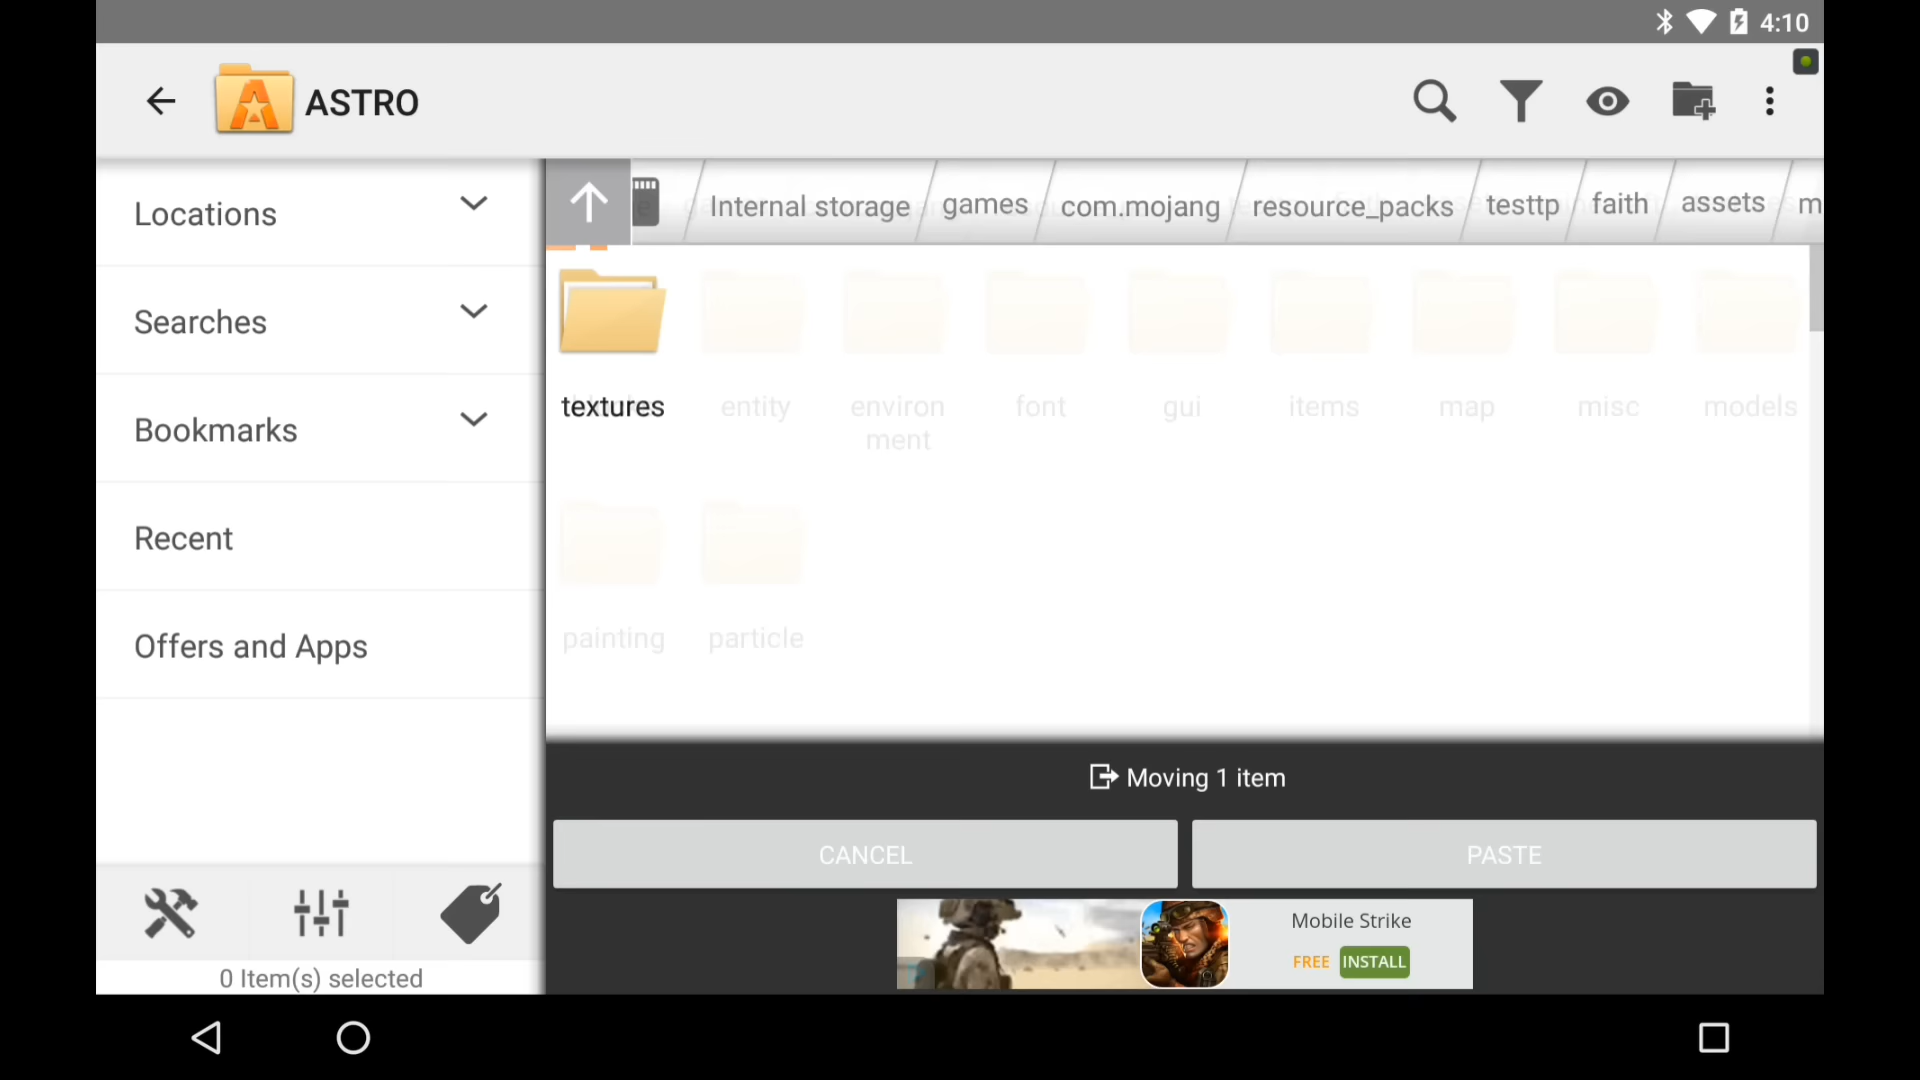 4:10
ASTRO
Internal storage games com.mojang resource_packs testtp faith assets m
Locations
Searches
Bookmarks
Recent
Offers and Apps
textures entity environ font gui items map misc models
ment
painting particle
Moving 1 item
CANCEL PASTE
Mobile Strike
FREE INSTALL
0 Item(s) selected